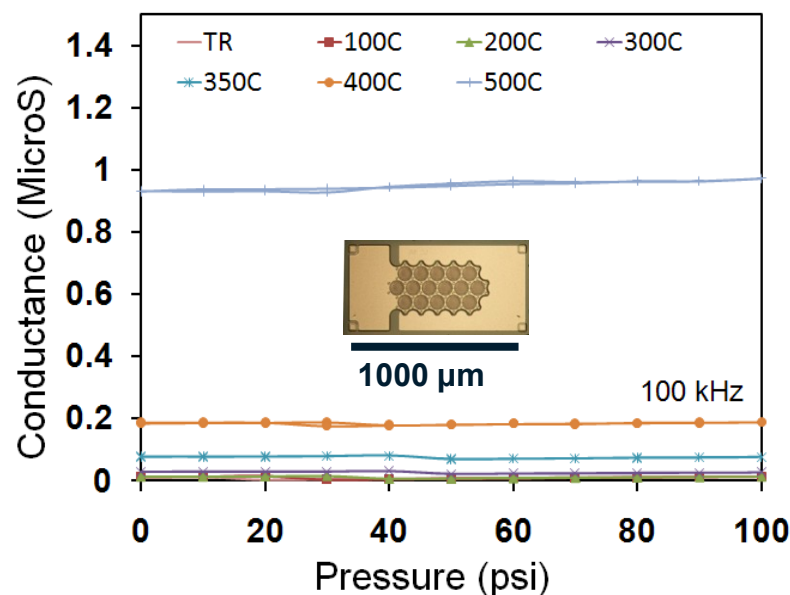 TR 100C 200C 300C
350C 400C 500C
1.4
1.2
1
0.8
0.6
0.4
0.2
0
Conductance (MicroS)
1000 μm
100 kHz
0 20 40 60 80 100
Pressure (psi)